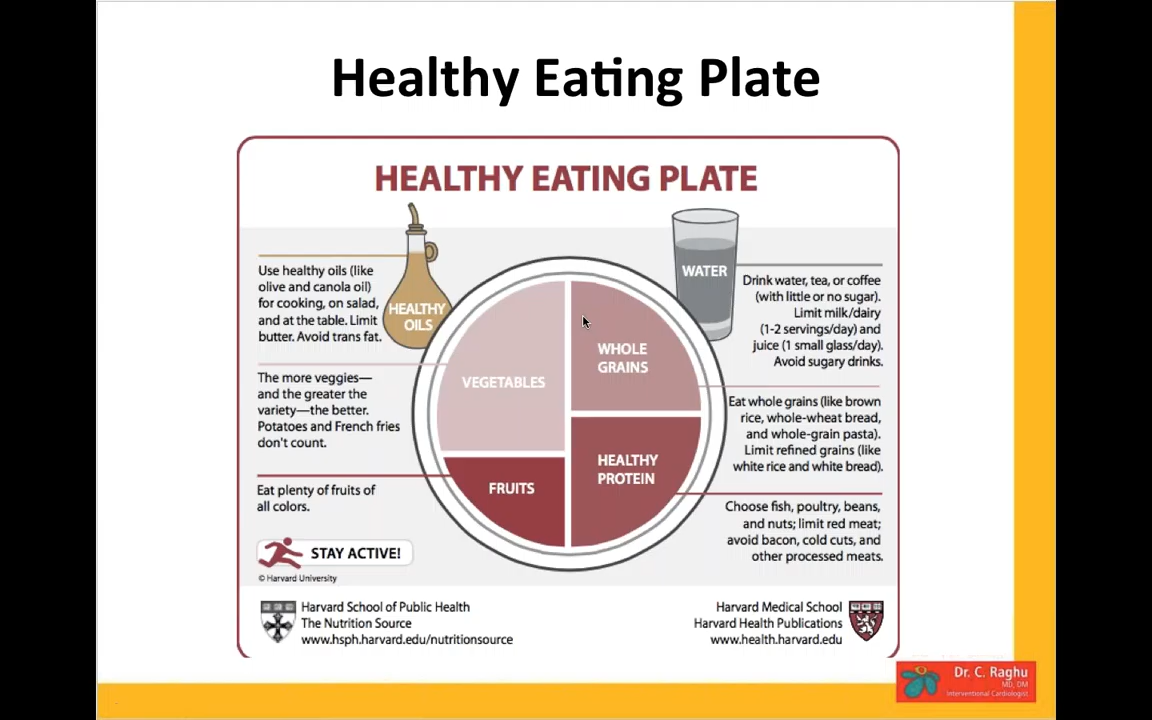 Healthy Eating Plate
HEALTHY EATING PLATE
Use healthy oils (like
olive and canola oil)
for cooking, on salad,
and at the table. Limit
butter. Avoid trans fat.
HEALTHY
OILS
The more veggies—
and the greater the
variety—the better.
Potatoes and French fries
don't count.
Eat plenty of fruits of
all colors.
STAY ACTIVE!
© Harvard University
VEGETABLES
FRUITS
WHOLE
GRAINS
HEALTHY
PROTEIN
WATER
Drink water, tea, or coffee
(with little or no sugar).
Limit milk/dairy
(1-2 servings/day) and
juice (1 small glass/day).
Avoid sugary drinks.
Eat whole grains (like brown
rice, whole-wheat bread,
and whole-grain pasta).
Limit refined grains (like
white rice and white bread).
Choose fish, poultry, beans,
and nuts; limit red meat;
avoid bacon, cold cuts, and
other processed meats.
Harvard School of Public Health
The Nutrition Source
www.hsph.harvard.edu/nutritionsource
Harvard Medical School
Harvard Health Publications
www.health.harvard.edu
Dr. C. Raghu
MD, DM
Interventional Cardiologist